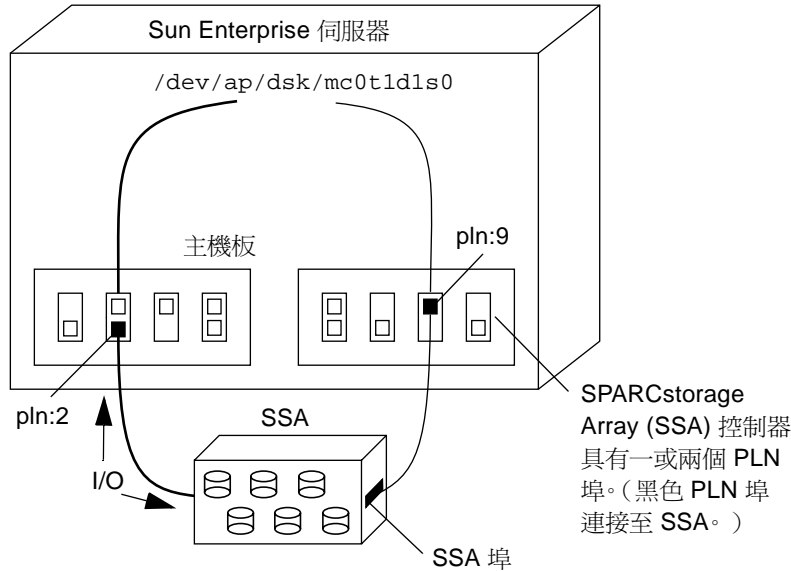 Sun Enterprise 伺服器
/dev/ap/dsk/mc0t1d1s0
主機板
pln:9
pln:2
SSA
I/O
SSA 埠
SPARCstorage
Array (SSA) 控制器
具有一或兩個 PLN
埠。（黑色 PLN 埠
連接至 SSA。）